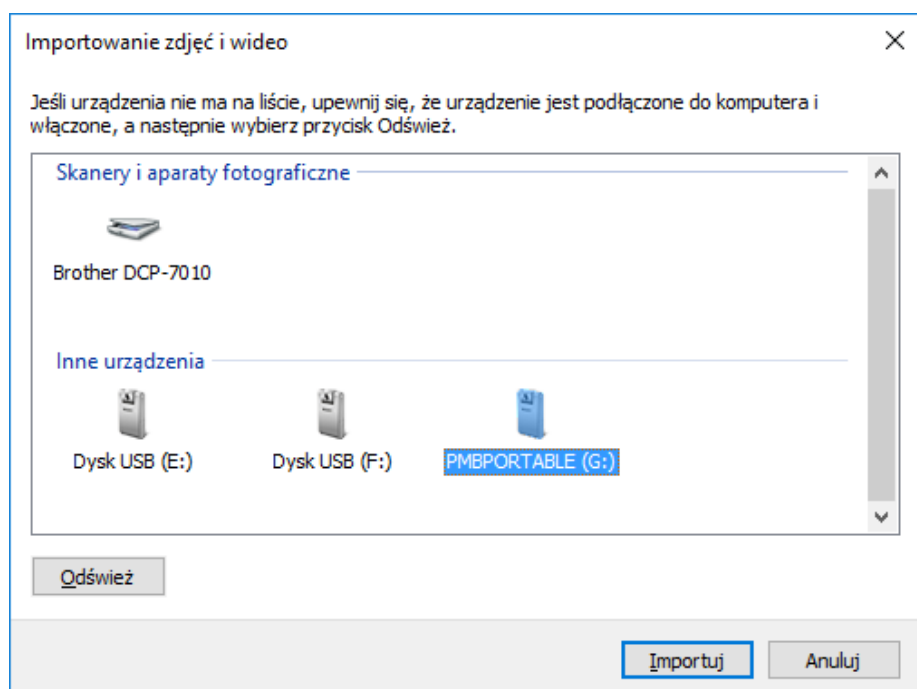 Importowanie zdjęć i wideo
Jeśli urządzenia nie ma na liście, upewnij się, że urządzenie jest podłączone do komputera i
włączone, a następnie wybierz przycisk Odśwież.
Skanery i aparaty fotograficzne
Brother DCP-7010
Inne urządzenia
Dysk USB (E:)
Dysk USB (F:)
PMBPORTABLE (G:)
Odśwież
Importuj
Anuluj